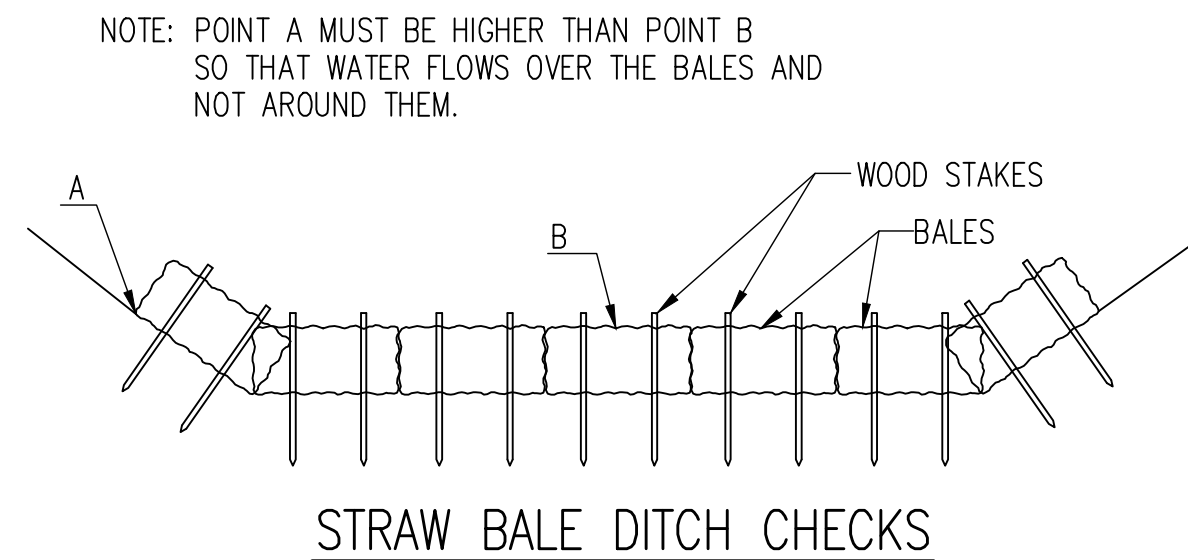 NOTE: POINT A MUST BE HIGHER THAN POINT B
SO THAT WATER FLOWS OVER THE BALES AND
NOT AROUND THEM.
A
WOOD STAKES
B
BALES
STRAW BALE DITCH CHECKS